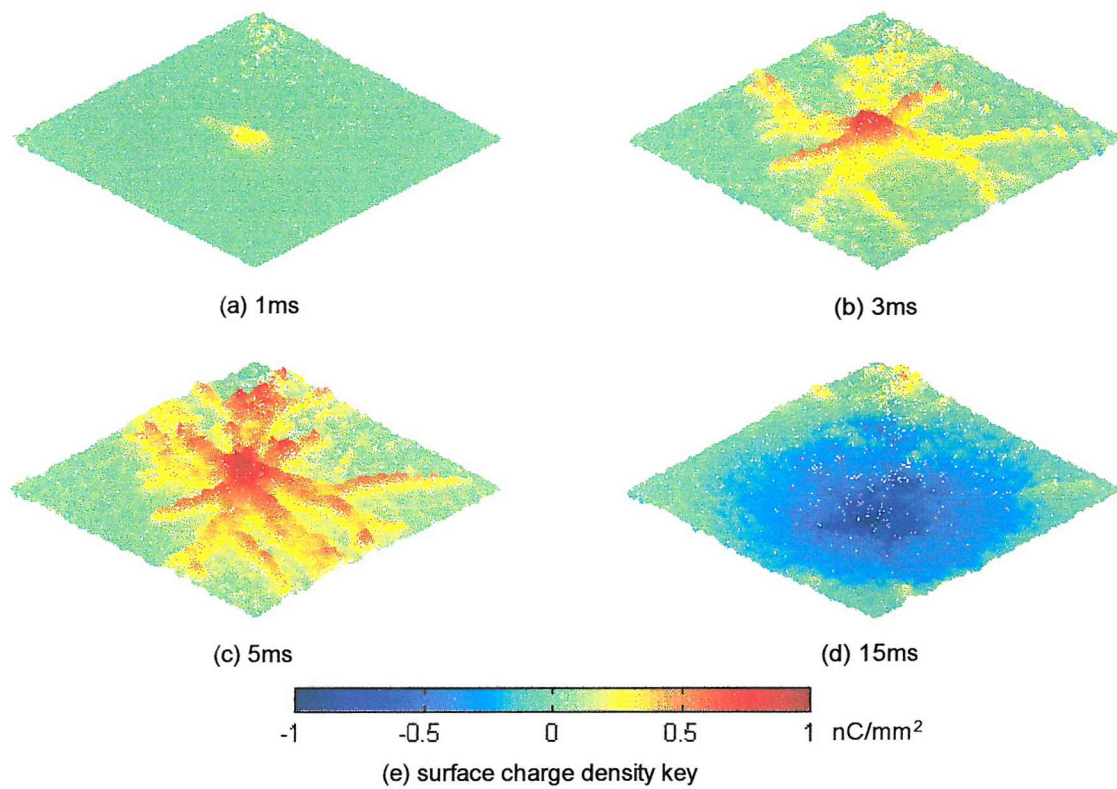 (a) 1ms
(b) 3ms
(c) 5ms
(d) 15ms
-1 -0.5 0 0.5 1 nC/mm²
(e) surface charge density key